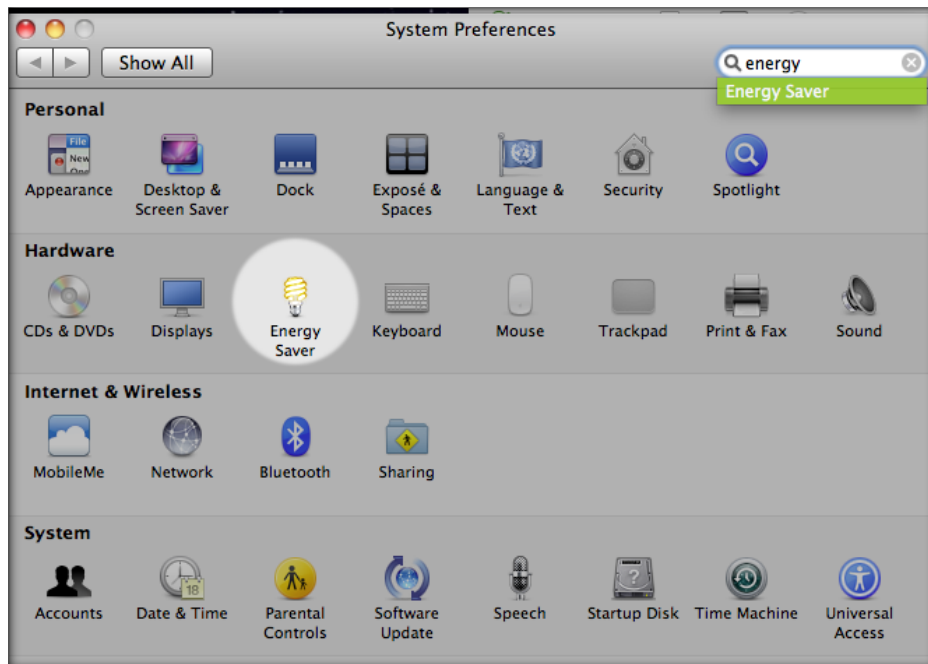 System Preferences
Show All
energy
Energy Saver
Personal
File
New
Appearance
Desktop &
Screen Saver
Dock
Exposé &
Spaces
Language &
Text
Security
Spotlight
Hardware
CDs & DVDs
Displays
Energy
Saver
Keyboard
Mouse
Trackpad
Print & Fax
Sound
Internet & Wireless
MobileMe
Network
Bluetooth
Sharing
System
Accounts
18
Date & Time
Parental
Controls
Software
Update
Speech
?
Startup Disk
Time Machine
Universal
Access